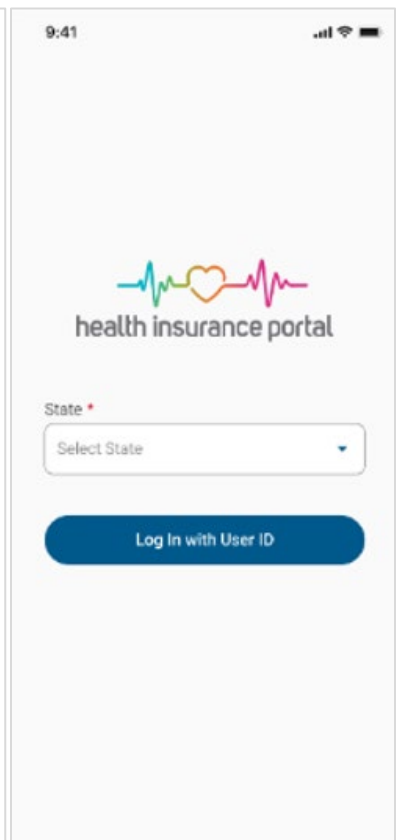 9:41
health insurance portal
State *
Select State
Log In with User ID